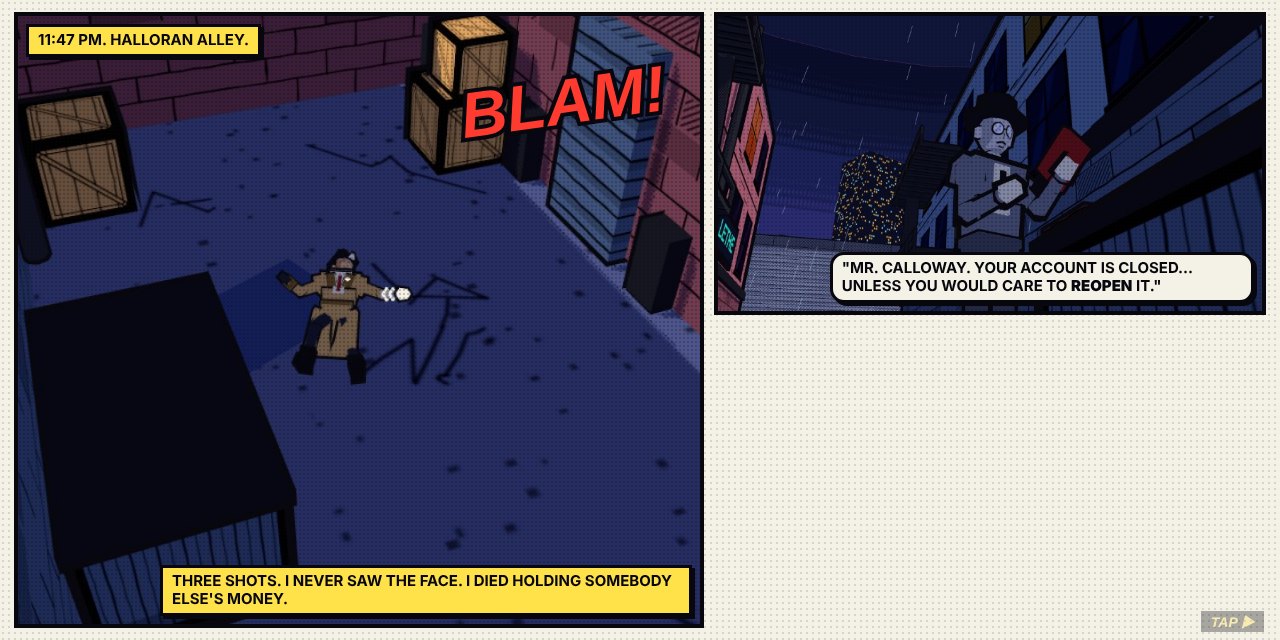 11:47 PM. HALLORAN ALLEY.
BLAM!
THREE SHOTS. I NEVER SAW THE FACE. I DIED HOLDING SOMEBODY
ELSE'S MONEY.
LETHE
"MR. CALLOWAY. YOUR ACCOUNT IS CLOSED...
UNLESS YOU WOULD CARE TO REOPEN IT."
TAP ▶